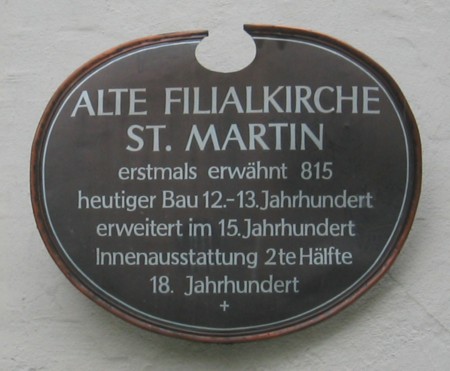 ALTE FILIALKIRCHE
ST. MARTIN
erstmals erwähnt 815
heutiger Bau 12.-13. Jahrhundert
erweitert im 15. Jahrhundert
Innenausstattung 2te Hälfte
18. Jahrhundert